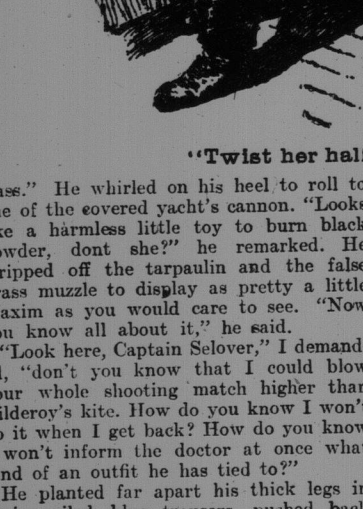 "Twist her hal
ass." He whirled on his heel to roll to
e of the covered yacht's cannon. "Looks
ke a harmless little toy to burn black
owder, dont she?" he remarked. He
ripped off the tarpaulin and the false
rass muzzle to display as pretty a little
axim as you would care to see. "Now
ou know all about it," he said.
"Look here, Captain Selover," I demand
l, "don't you know that I could blow
our whole shooting match higher than
ilderoy's kite. How do you know I won't
o it when I get back? How do you know
won't inform the doctor at once what
nd of an outfit he has tied to?"
He planted far apart his thick legs in